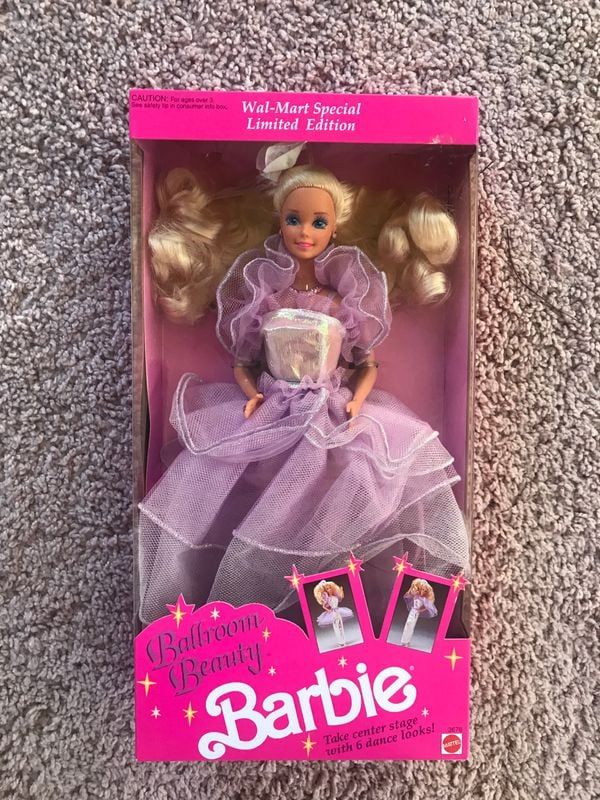 CAUTION: For ages over 3.
See safety tip in consumer info box.
Wal-Mart Special
Limited Edition
Ballroom
Beauty
Barbie
Take center stage
with 6 dance looks!
3678
MATTEL